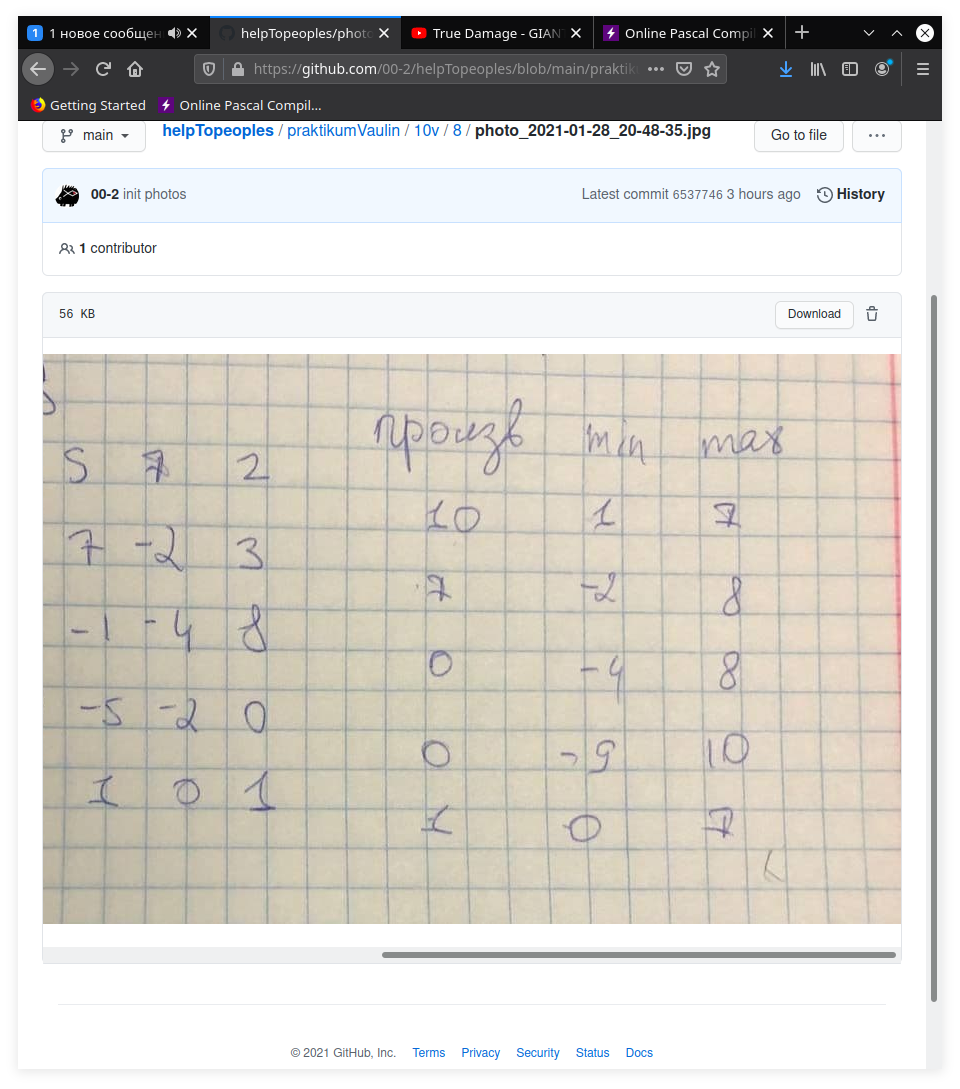 1 1 новое сообщен
helpTopeoples/photo
True Damage - GIAN
Online Pascal Compil
https://github.com/00-2/helpTopeoples/blob/main/praktik
Getting Started Online Pascal Compil...
main helpTopeoples / praktikumVaulin / 10v / 8 / photo_2021-01-28_20-48-35.jpg Go to file ...
00-2 init photos Latest commit 6537746 3 hours ago History
1 contributor
56 KB Download
произв min max
5 7 2
10 1 7
7 -2 3
7 -2 8
-1 -4 8
0 -4 8
-5 -2 0
0 -9 10
1 0 1
1 0 7
© 2021 GitHub, Inc. Terms Privacy Security Status Docs